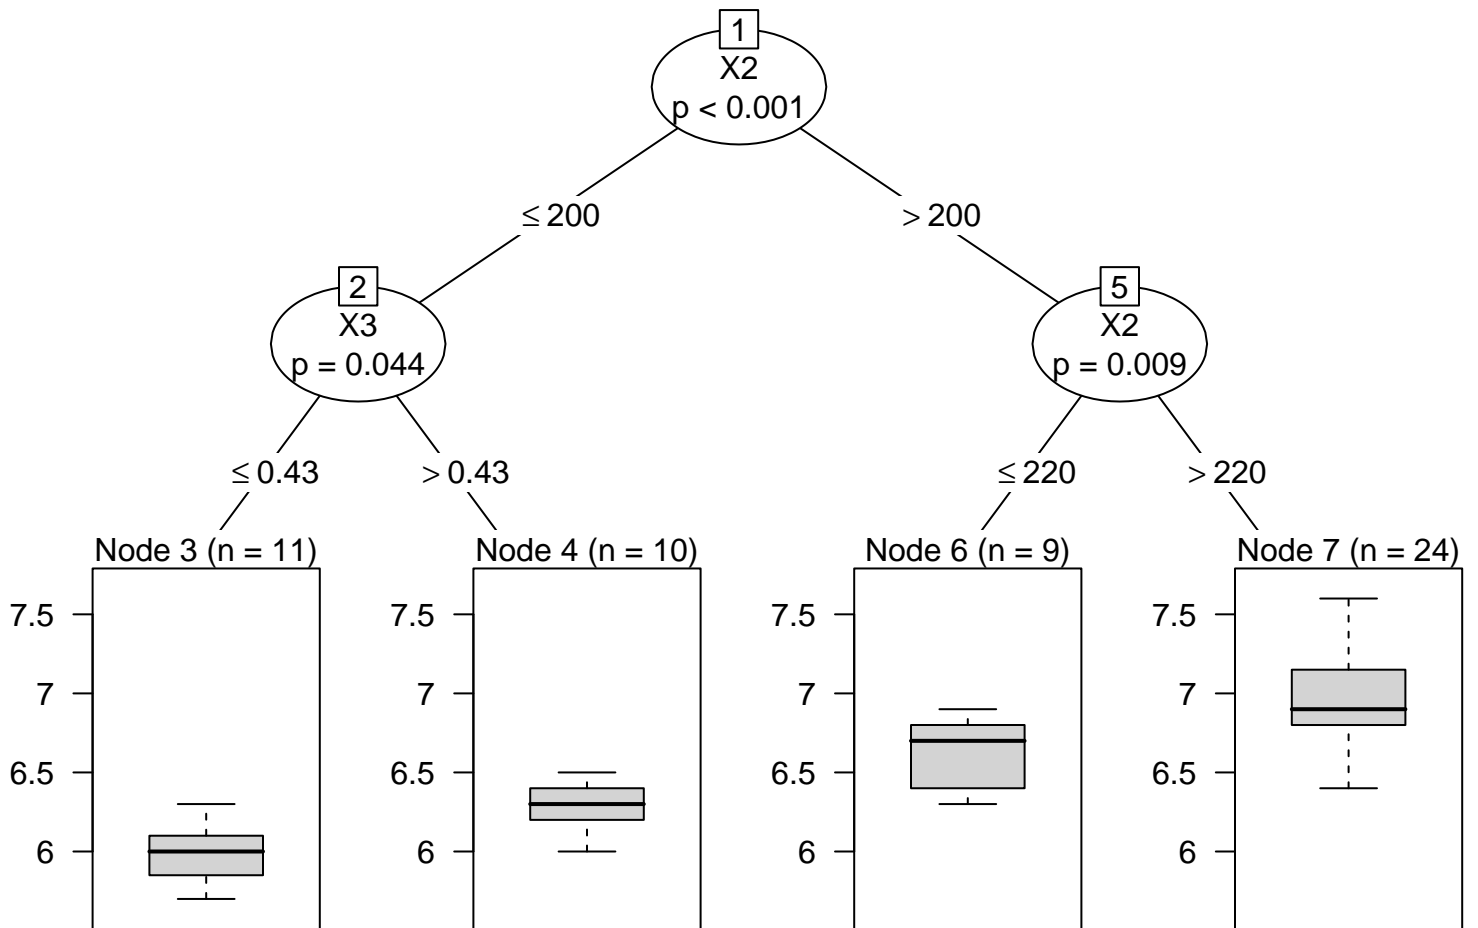 1
X2
p < 0.001
≤ 200
> 200
2
X3
p = 0.044
5
X2
p = 0.009
≤ 0.43
> 0.43
≤ 220
> 220
Node 3 (n = 11)
7.5
7
6.5
6
Node 4 (n = 10)
7.5
7
6.5
6
Node 6 (n = 9)
7.5
7
6.5
6
Node 7 (n = 24)
7.5
7
6.5
6